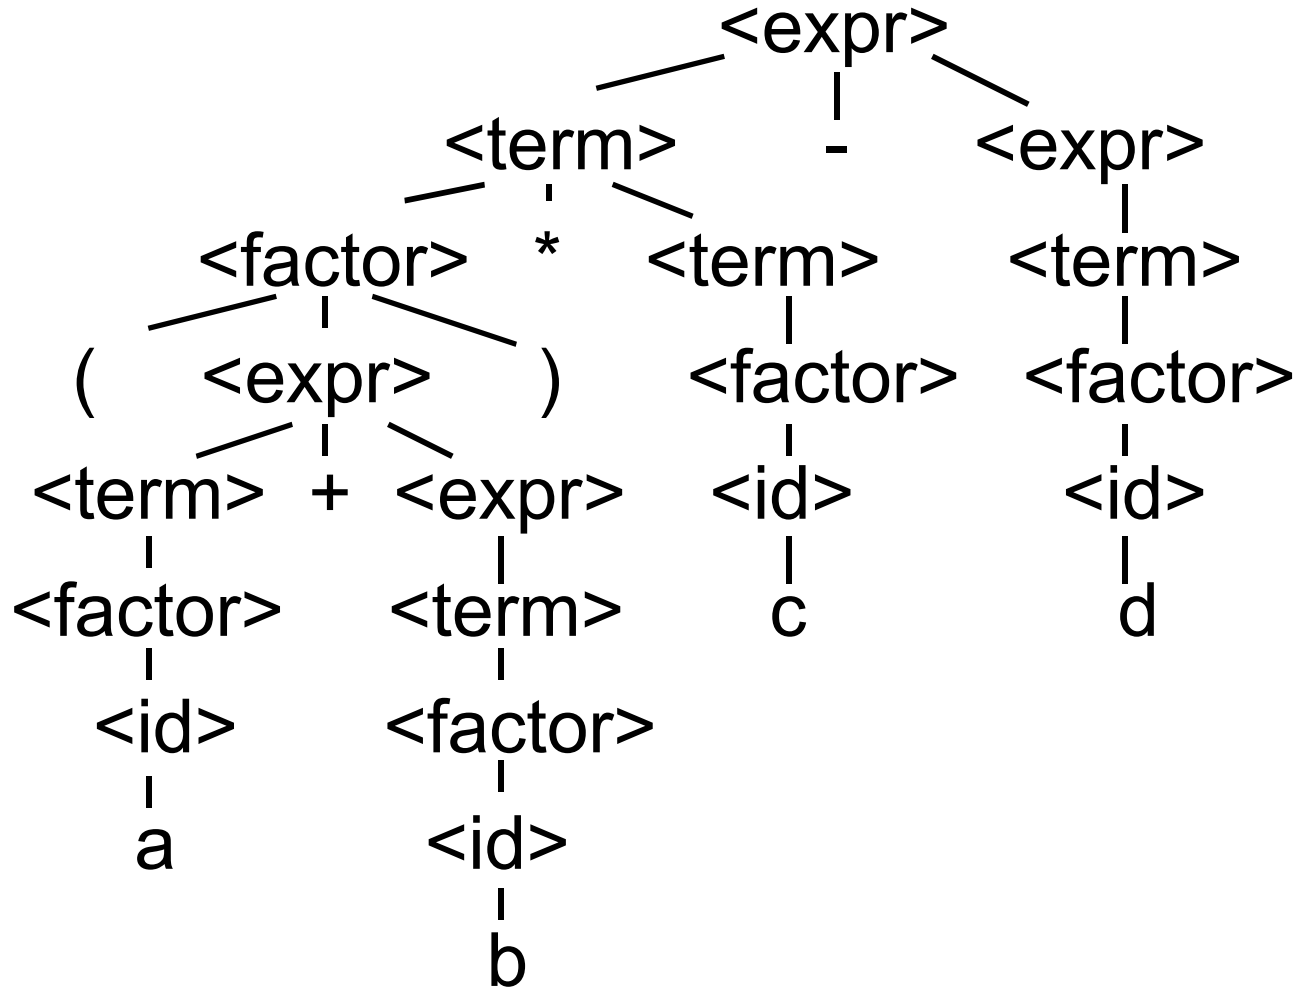 <expr>
<term> - <expr>
<factor> * <term> <term>
( <expr> ) <factor> <factor>
<term> + <expr> <id> <id>
<factor> <term> c d
<id> <factor>
a <id>
b